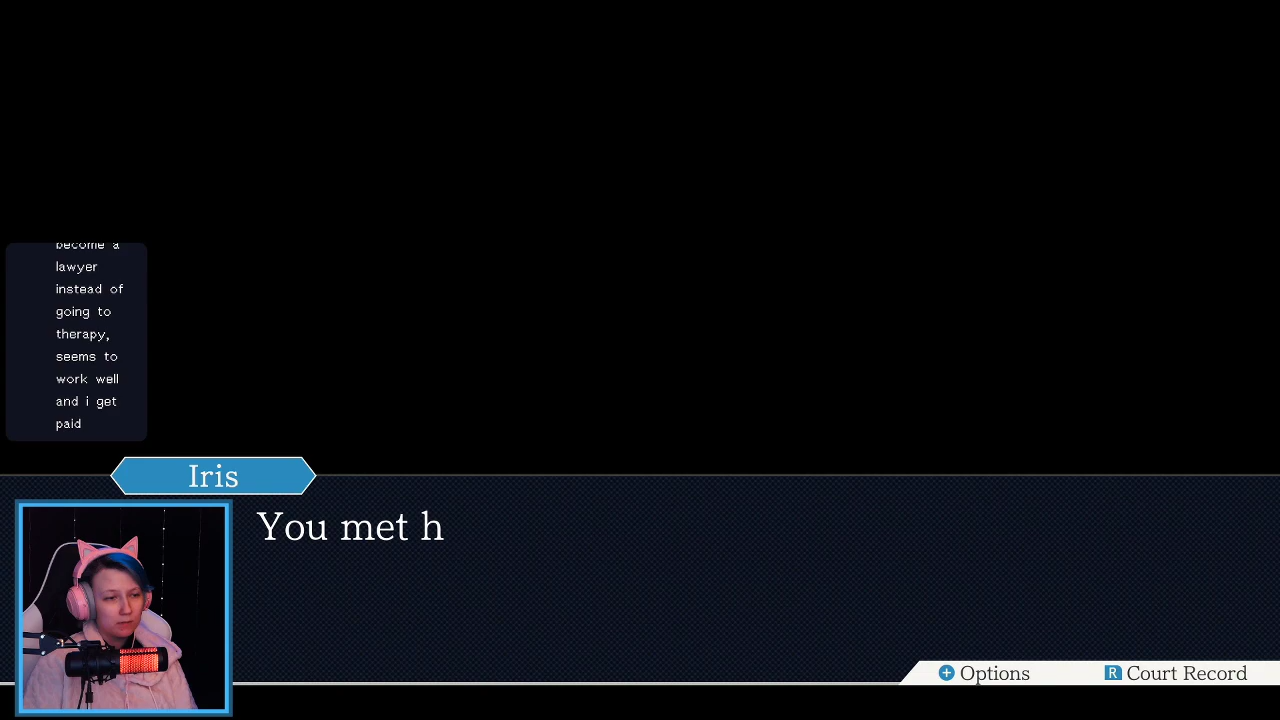 become a
lawyer
instead of
going to
therapy,
seems to
work well
and i get
paid
Iris
You met h
Options
R Court Record